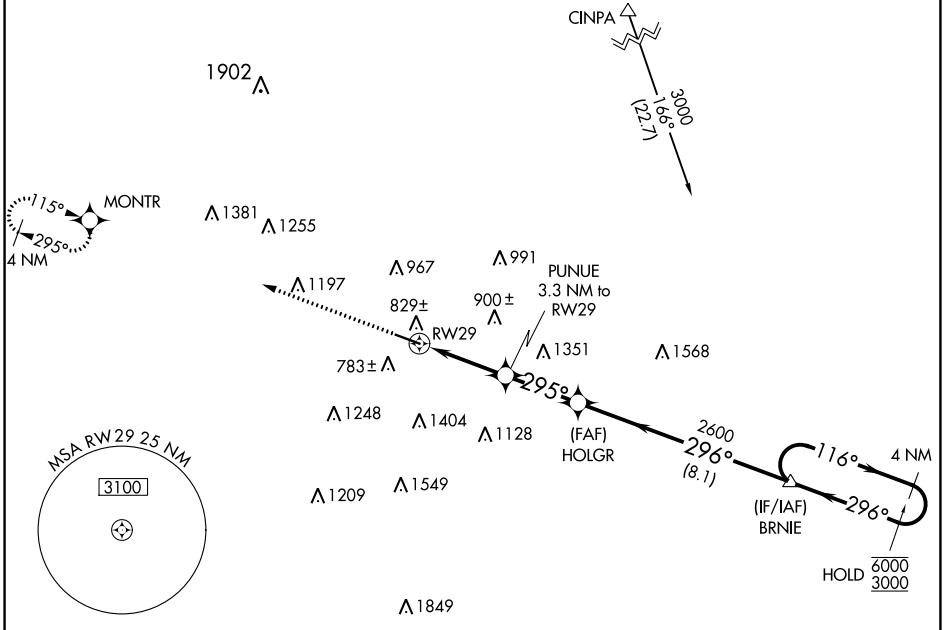 CINPA
3000
166°
(22.7)
1902
115°
MONTR
295°
4 NM
1381
1255
1197
967
991
829±
900±
PUNUE
3.3 NM to
RW29
RW29
1351
1568
783±
295°
1248
1404
1128
(FAF)
HOLGR
2600
296°
(8.1)
116°
4 NM
296°
(IF/IAF)
BRNIE
HOLD 6000
3000
1209
1549
1849
MSA RW29 25 NM
3100